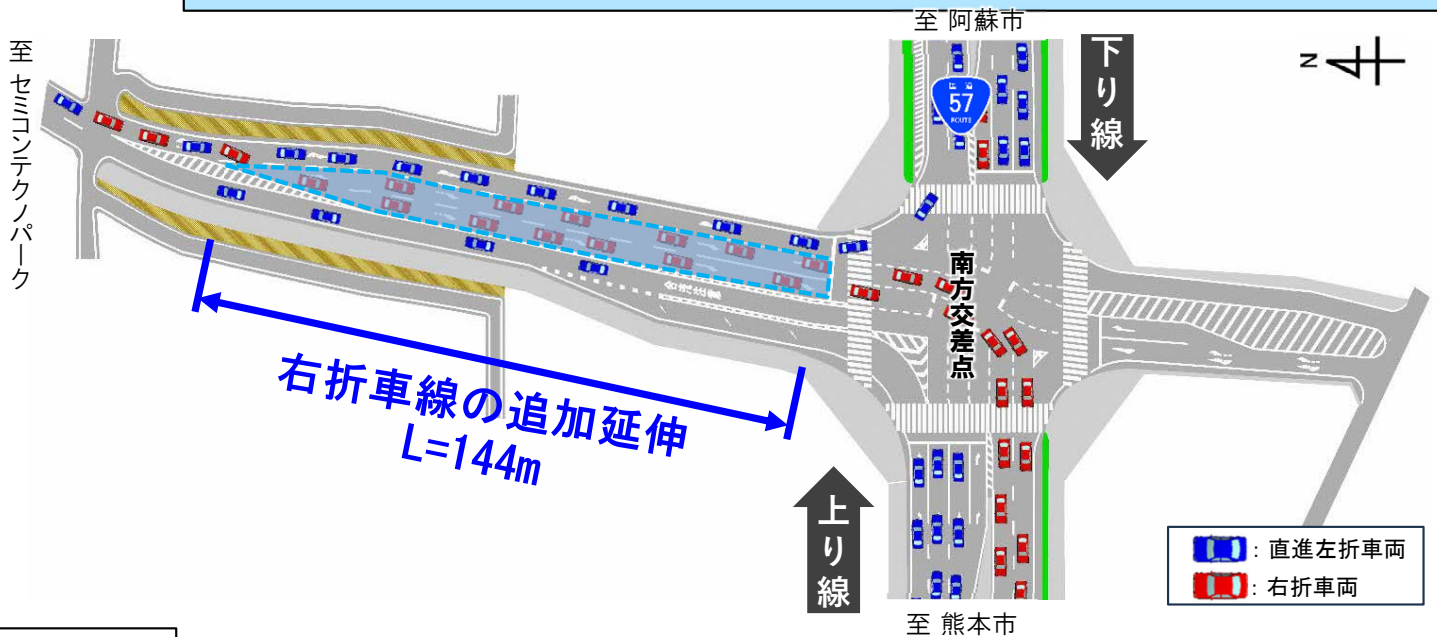 至 阿蘇市
至 セミコンテクノパーク
下り線
N
57
ROUTE
南方交差点
右折車線の追加延伸
L=144m
上り線
: 直進左折車両
: 右折車両
至 熊本市